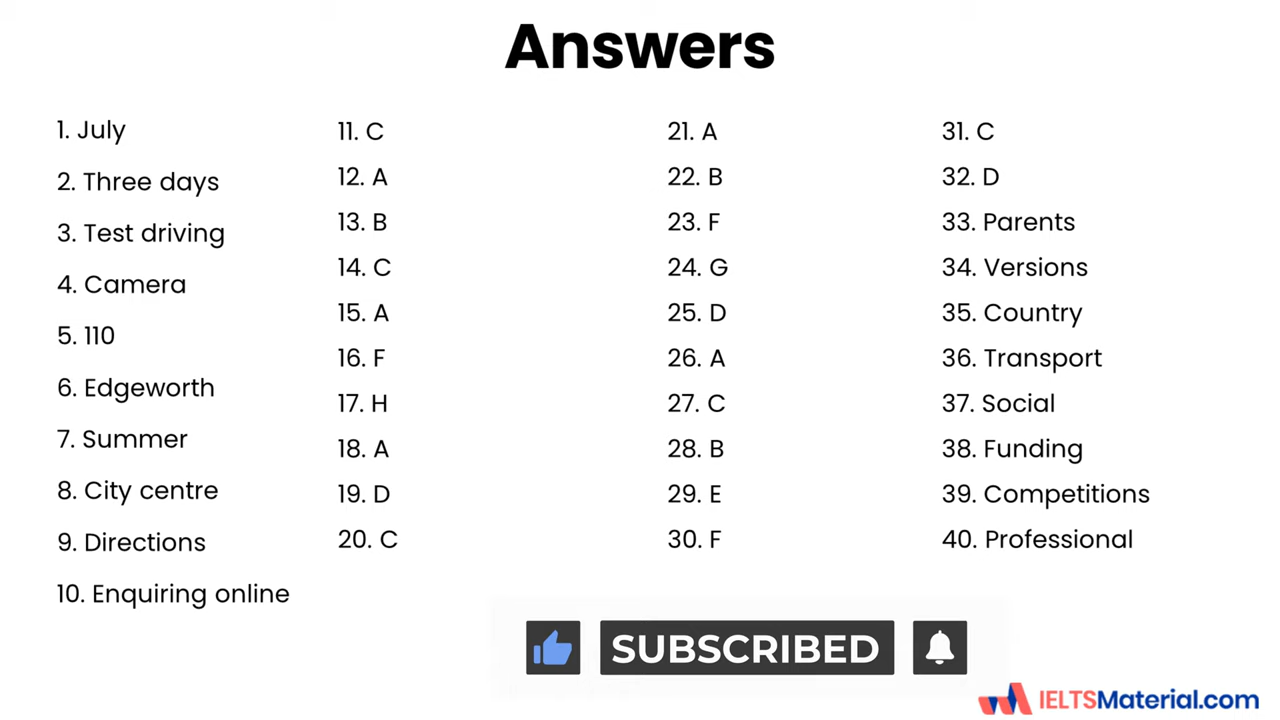 Answers
1. July
2. Three days
3. Test driving
4. Camera
5. 110
6. Edgeworth
7. Summer
8. City centre
9. Directions
10. Enquiring online
11. C
12. A
13. B
14. C
15. A
16. F
17. H
18. A
19. D
20. C
21. A
22. B
23. F
24. G
25. D
26. A
27. C
28. B
29. E
30. F
31. C
32. D
33. Parents
34. Versions
35. Country
36. Transport
37. Social
38. Funding
39. Competitions
40. Professional
SUBSCRIBED
IELTSMaterial.com